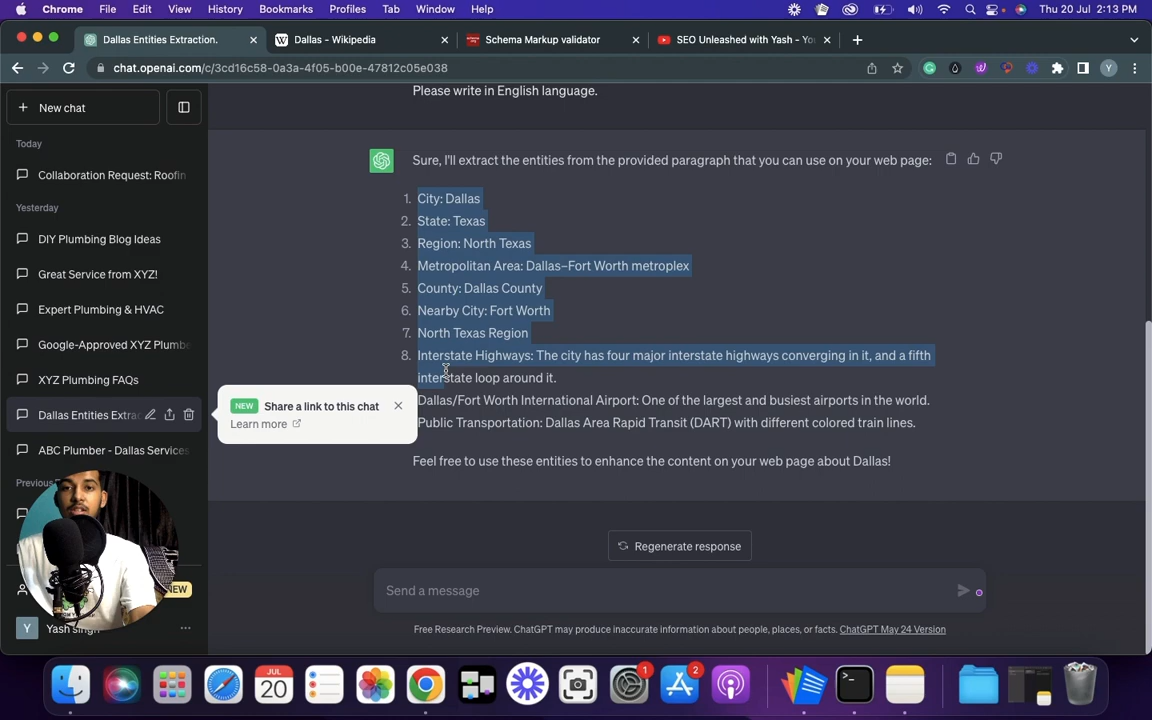 Chrome File Edit View History Bookmarks Profiles Tab Window Help
Thu 20 Jul 2:13 PM
Dallas Entities Extraction.
Dallas - Wikipedia
Schema Markup validator
SEO Unleashed with Yash - Yo
chat.openai.com/c/3cd16c58-0a3a-4f05-b00e-47812c05e038
Y
New chat
Today
Collaboration Request: Roofin
Yesterday
DIY Plumbing Blog Ideas
Great Service from XYZ!
Expert Plumbing & HVAC
Google-Approved XYZ Plumb
XYZ Plumbing FAQs
Dallas Entities Extra
ABC Plumber - Dallas Services
Previous
NEW
Y Yash singh
NEW Share a link to this chat
Learn more
Please write in English language.
Sure, I'll extract the entities from the provided paragraph that you can use on your web page:
1. City: Dallas
2. State: Texas
3. Region: North Texas
4. Metropolitan Area: Dallas–Fort Worth metroplex
5. County: Dallas County
6. Nearby City: Fort Worth
7. North Texas Region
8. Interstate Highways: The city has four major interstate highways converging in it, and a fifth
interstate loop around it.
Dallas/Fort Worth International Airport: One of the largest and busiest airports in the world.
Public Transportation: Dallas Area Rapid Transit (DART) with different colored train lines.
Feel free to use these entities to enhance the content on your web page about Dallas!
Regenerate response
Send a message
Free Research Preview. ChatGPT may produce inaccurate information about people, places, or facts. ChatGPT May 24 Version
JUL
20
1
2